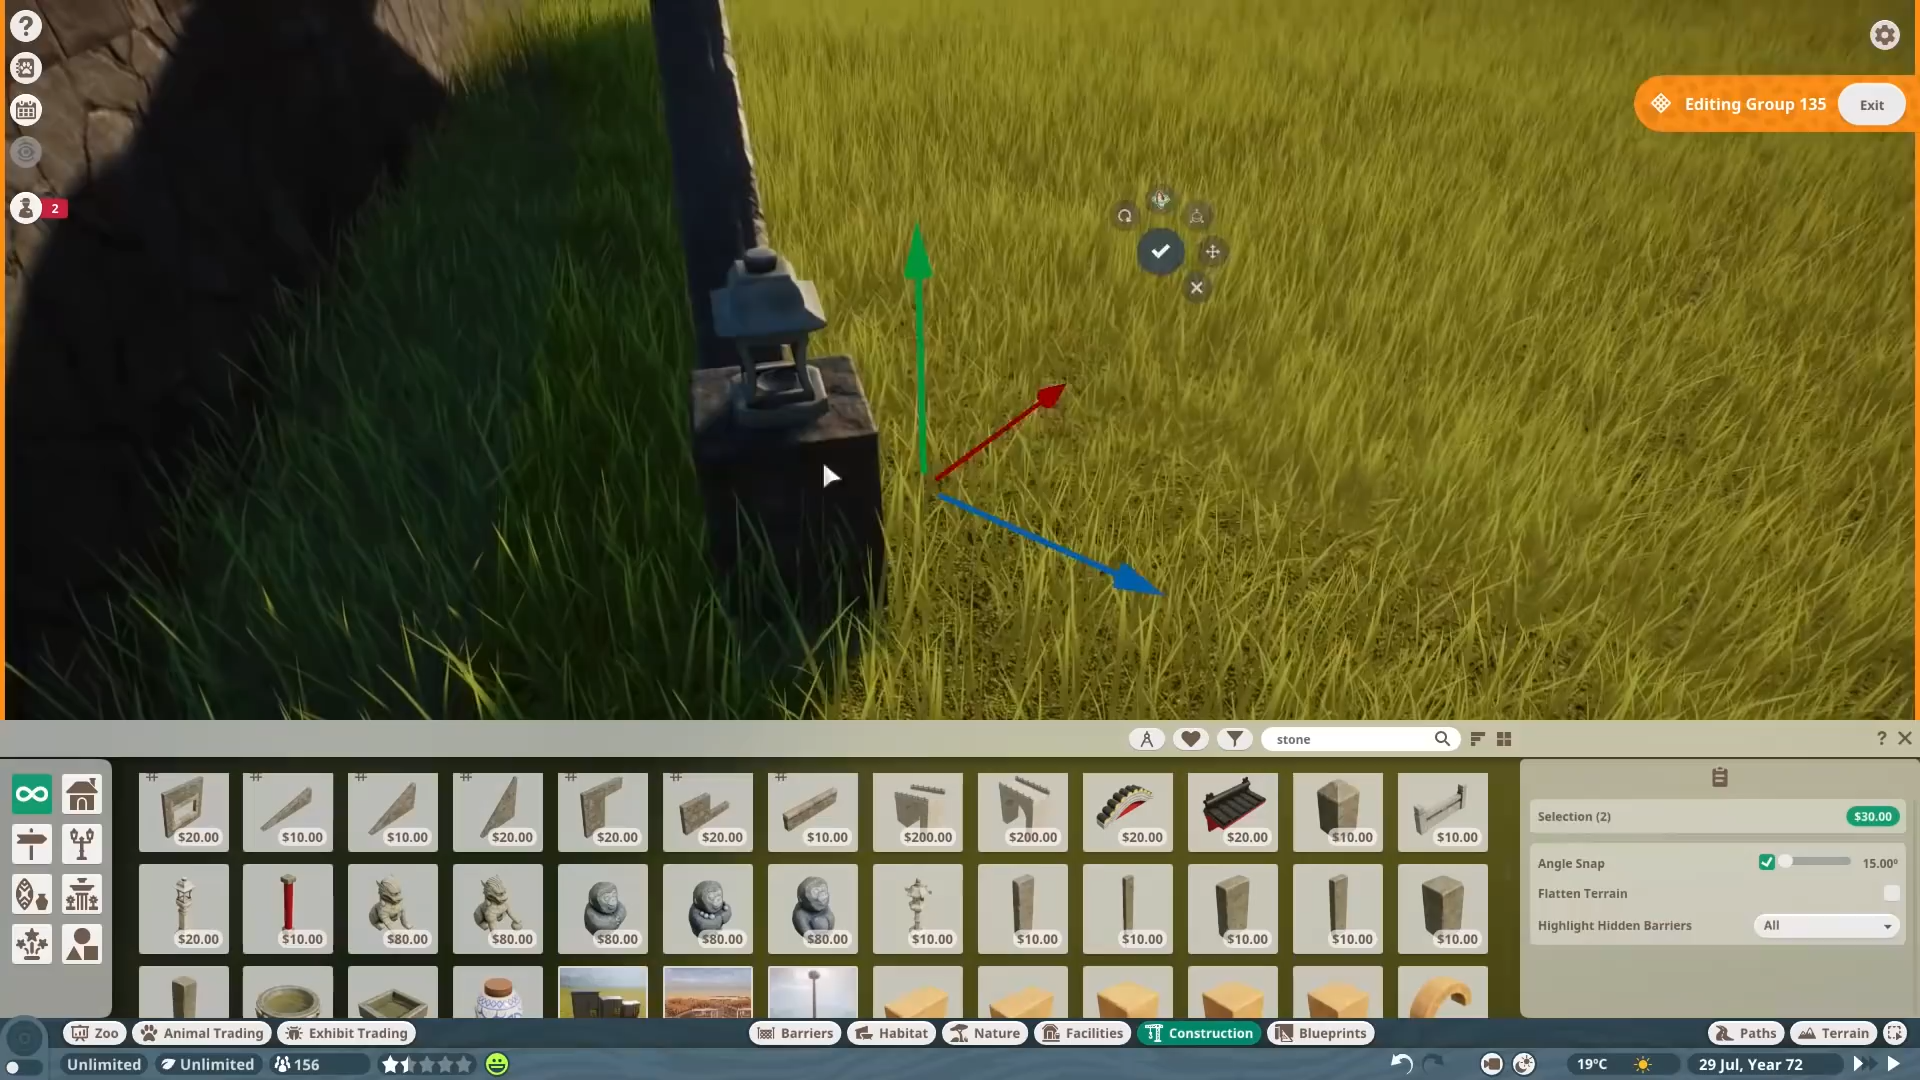 ?
Editing Group 135 Exit
2
stone
? ×
$20.00 $10.00 $10.00 $20.00 $20.00 $20.00 $10.00 $200.00 $200.00 $20.00 $20.00 $10.00 $10.00
Selection (2) $30.00
Angle Snap 15.00°
Flatten Terrain
Highlight Hidden Barriers All
$20.00 $10.00 $80.00 $80.00 $80.00 $80.00 $80.00 $10.00 $10.00 $10.00 $10.00 $10.00 $10.00
Zoo Animal Trading Exhibit Trading Barriers Habitat Nature Facilities Construction Blueprints Paths Terrain
Unlimited Unlimited 156 19°C 29 Jul, Year 72